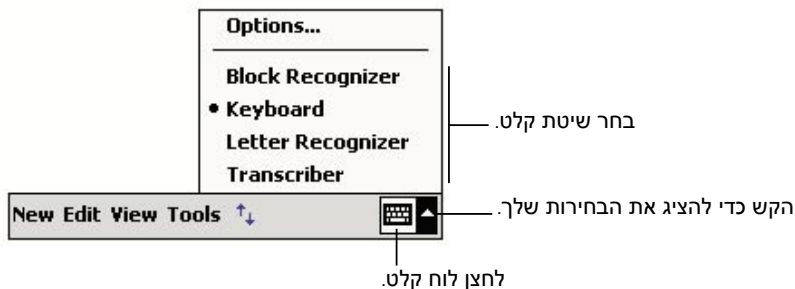 Options...
Block Recognizer
Keyboard
Letter Recognizer
Transcriber
בחר שיטת קלט.
New Edit View Tools
הקש כדי להציג את הבחירות שלך.
לחצן לוח קלט.